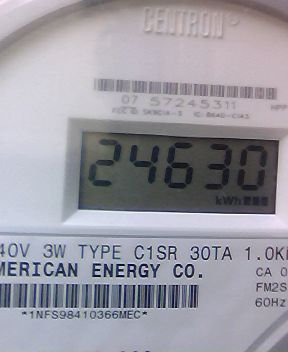 CENTRON®
07 57245311
24630
kWh
40V 3W TYPE C1SR 30TA 1.0K
MERICAN ENERGY CO.
CA 0
FM2S
60Hz
*1NFS98410366MEC*